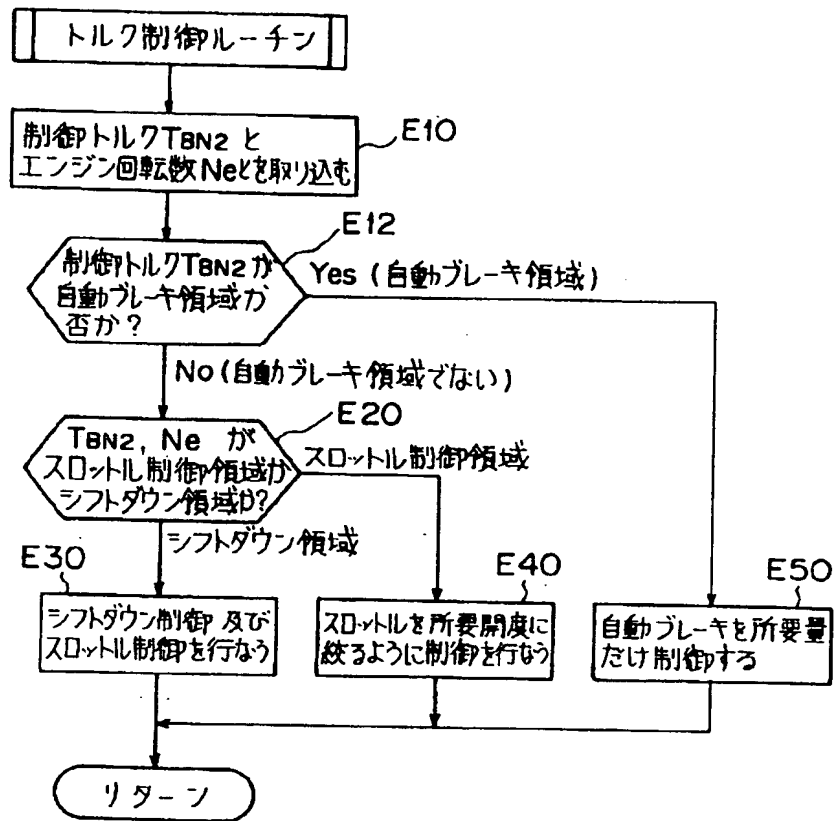 トルク制御ルーチン
制御トルクTBN2と
エンジン回転数Neとを取り込む
E10
E12
制御トルクTBN2が
自動ブレーキ領域か
否か？
Yes (自動ブレーキ領域)
No (自動ブレーキ領域でない)
E20
TBN2, Ne が
スロットル制御領域か
シフトダウン領域か?
スロットル制御領域
シフトダウン領域
E30
シフトダウン制御 及び
スロットル制御を行なう
E40
スロットルを所要開度に
絞るように制御を行なう
E50
自動ブレーキを所要量
だけ制御する
リターン